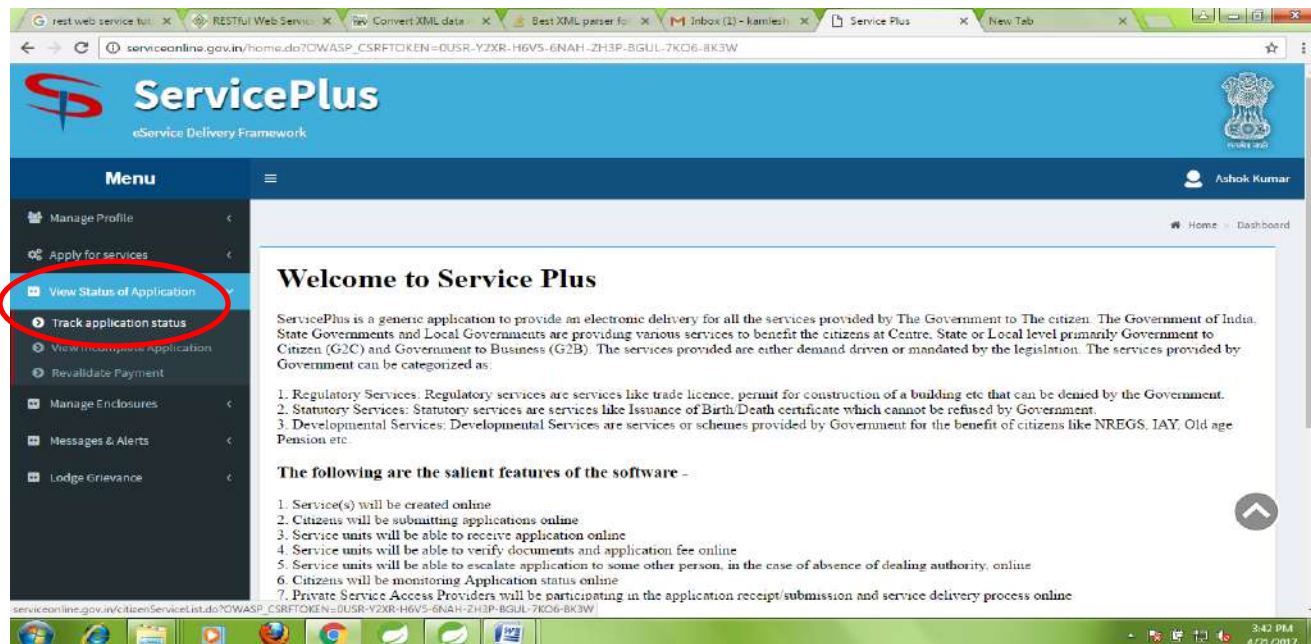 rest web service tut
RESTful Web Servic
Convert XML data
Best XML parser fo
Inbox (2) - kamlesh
Service Plus
New Tab
serviceonline.gov.in/home.do?OWASP_CSRFTOKEN=0USR-Y2XR-H6V5-6NAH-ZH3P-8GUL-7KO6-8K3W
ServicePlus
eService Delivery Framework
Menu
Ashok Kumar
Manage Profile
Home > Dashboard
Apply for services
View Status of Application
Track application status
View Incomplete Application
Revalidate Payment
Manage Enclosures
Messages & Alerts
Lodge Grievance
Welcome to Service Plus
ServicePlus is a generic application to provide an electronic delivery for all the services provided by The Government to The citizen. The Government of India,
State Governments and Local Governments are providing various services to benefit the citizens at Centre, State or Local level primarily Government to
Citizen (G2C) and Government to Business (G2B). The services provided are either demand driven or mandated by the legislation. The services provided by
Government can be categorized as:
1. Regulatory Services: Regulatory services are services like trade licence, permit for construction of a building etc that can be denied by the Government.
2. Statutory Services: Statutory services are services like Issuance of Birth/Death certificate which cannot be refused by Government.
3. Developmental Services: Developmental Services are services or schemes provided by Government for the benefit of citizens like NREGS, IAY, Old age
Pension etc.
The following are the salient features of the software -
1. Service(s) will be created online
2. Citizens will be submitting applications online
3. Service units will be able to receive application online
4. Service units will be able to verify documents and application fee online
5. Service units will be able to escalate application to some other person, in the case of absence of dealing authority, online
6. Citizens will be monitoring Application status online
7. Private Service Access Providers will be participating in the application receipt/submission and service delivery process online
serviceonline.gov.in/citizenServiceList.do?OWASP_CSRFTOKEN=0USR-Y2XR-H6V5-6NAH-ZH3P-8GUL-7KO6-8K3W
3:42 PM
4/21/2017